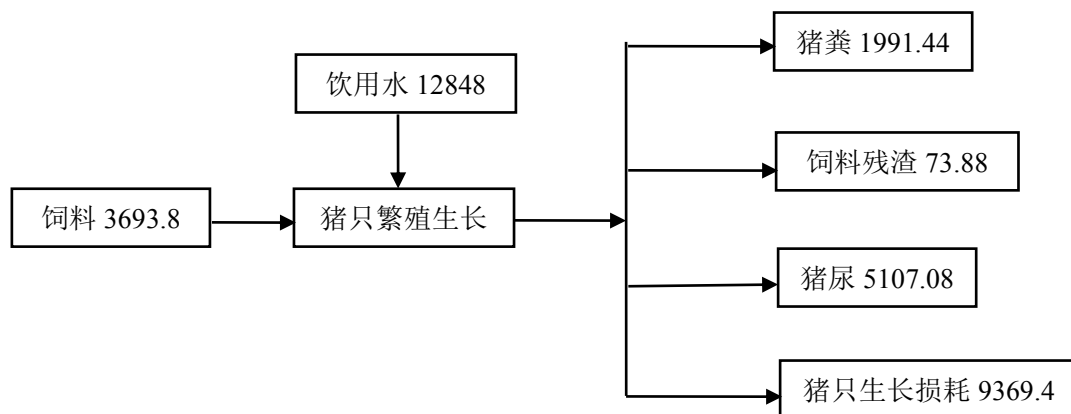 猪粪 1991.44
饮用水 12848
饲料残渣 73.88
饲料 3693.8
猪只繁殖生长
猪尿 5107.08
猪只生长损耗 9369.4